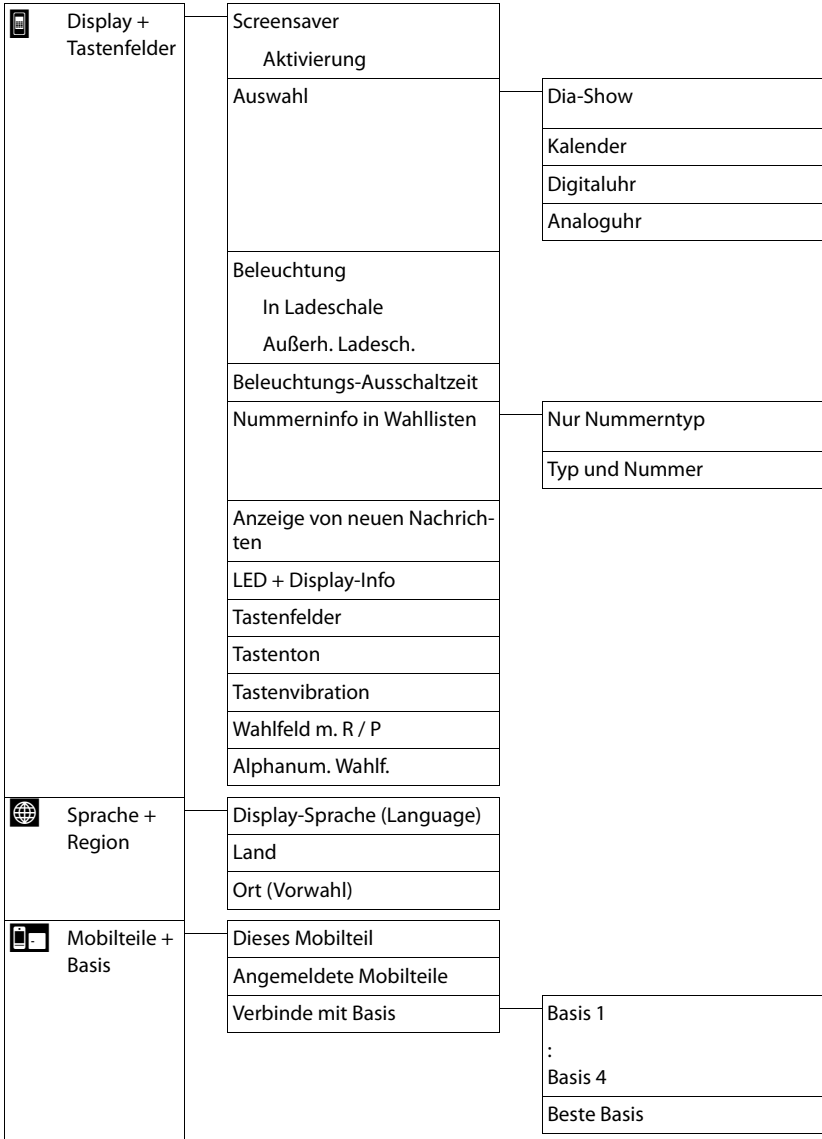 Display +
Tastenfelder
Screensaver
Aktivierung
Auswahl
Dia-Show
Kalender
Digitaluhr
Analoguhr
Beleuchtung
In Ladeschale
Außerh. Ladesch.
Beleuchtungs-Ausschaltzeit
Nummerninfo in Wahllisten
Nur Nummerntyp
Typ und Nummer
Anzeige von neuen Nachrich-
ten
LED + Display-Info
Tastenfelder
Tastenton
Tastenvibration
Wahlfeld m. R / P
Alphanum. Wahlf.
Sprache +
Region
Display-Sprache (Language)
Land
Ort (Vorwahl)
Mobilteile +
Basis
Dieses Mobilteil
Angemeldete Mobilteile
Verbinde mit Basis
Basis 1
:
Basis 4
Beste Basis